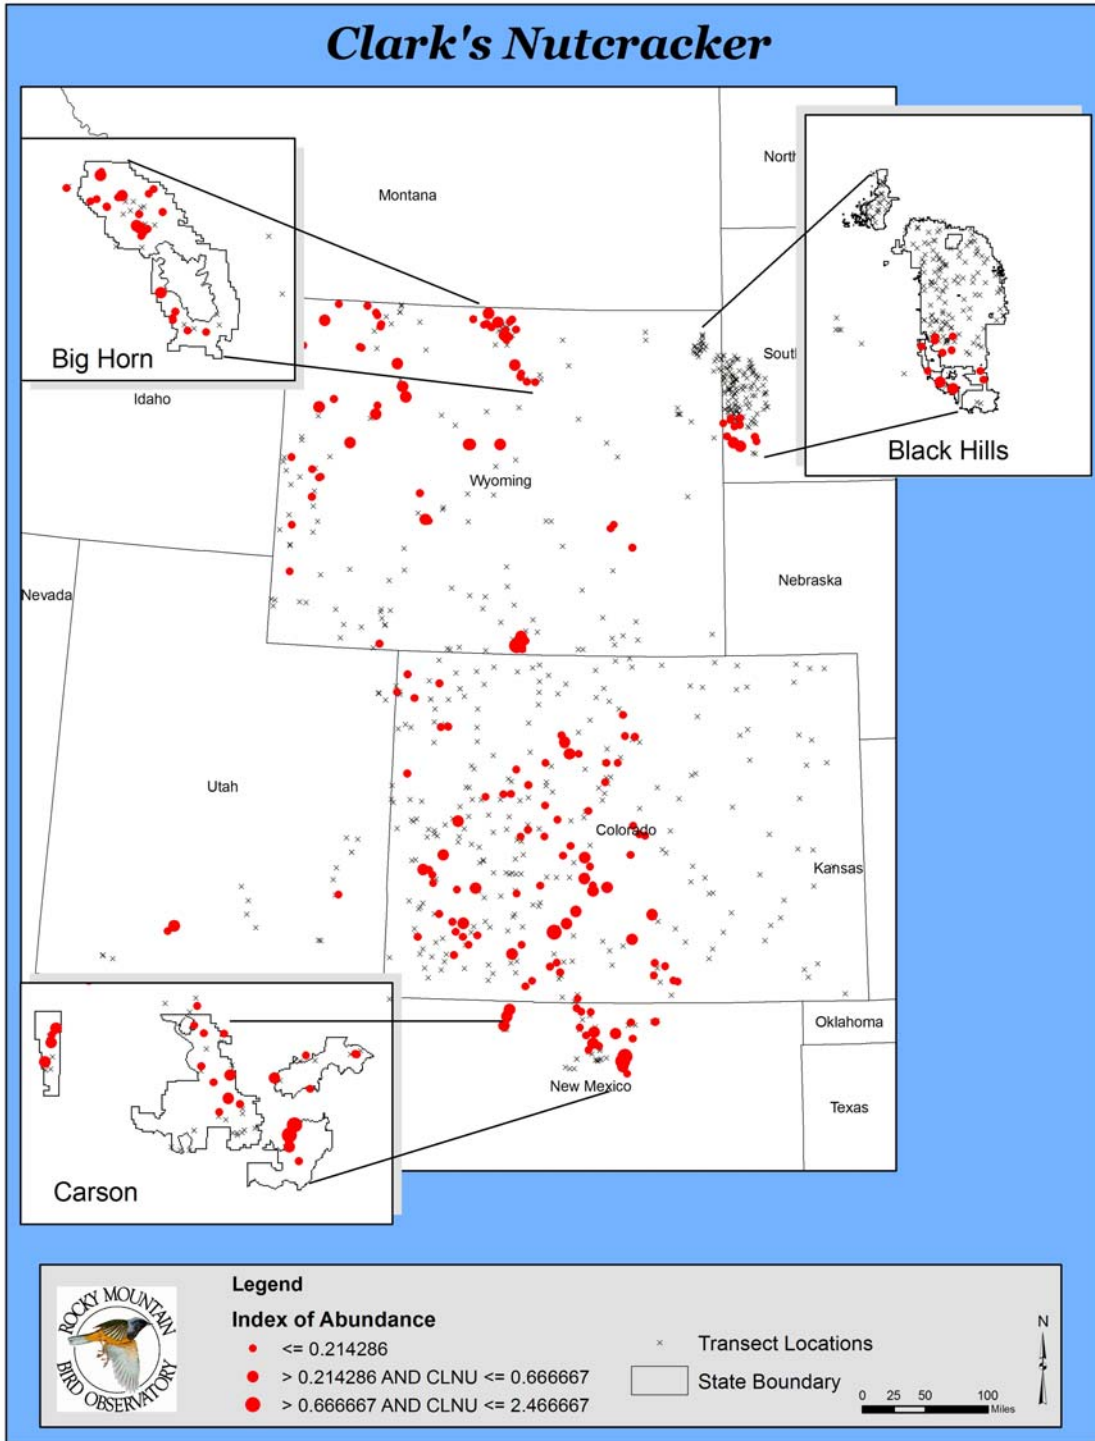 Clark's Nutcracker
Montana
North
Big Horn
Idaho
South
Black Hills
Wyoming
Nevada
Nebraska
Utah
Colorado
Kansas
Carson
Oklahoma
New Mexico
Texas
ROCKY MOUNTAIN
BIRD OBSERVATORY
Legend
Index of Abundance
<= 0.214286
> 0.214286 AND CLNU <= 0.666667
> 0.666667 AND CLNU <= 2.466667
Transect Locations
State Boundary
N
0 25 50 100
Miles